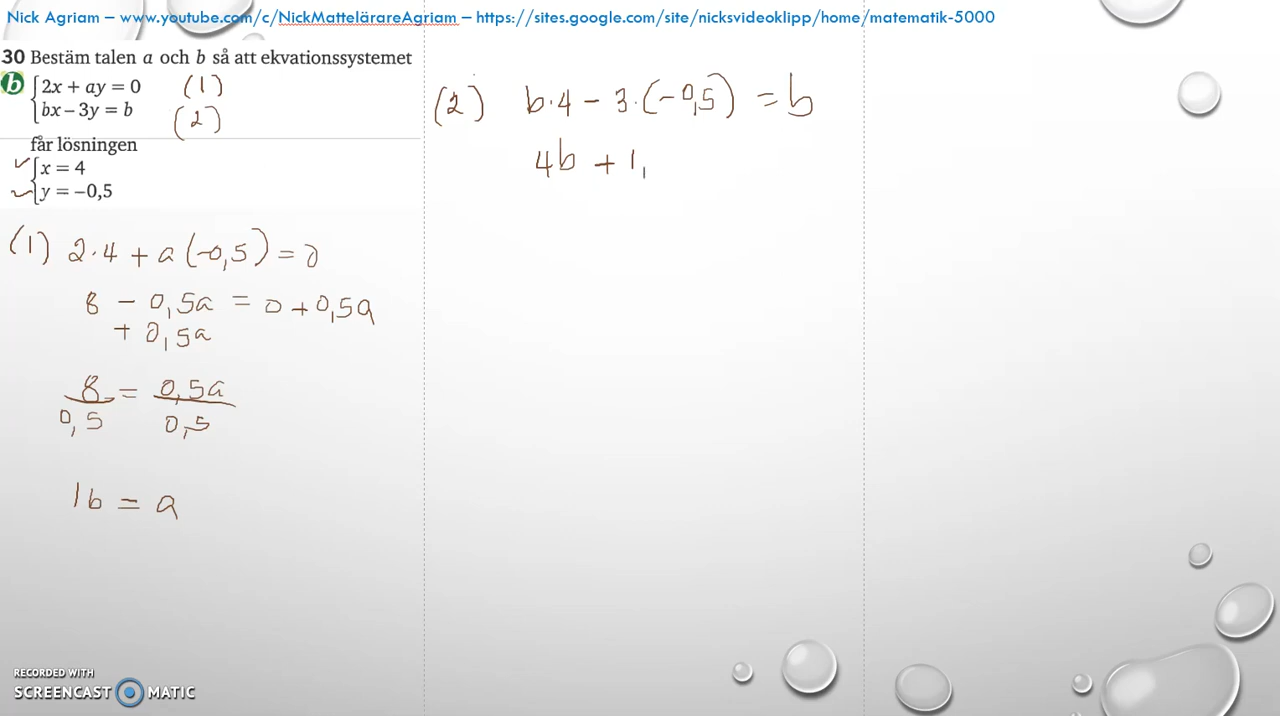 Nick Agriam – www.youtube.com/c/NickMattelärareAgriam – https://sites.google.com/site/nicksvideoklipp/home/matematik-5000
30 Bestäm talen a och b så att ekvationssystemet
b 2x + ay = 0 (1)
bx – 3y = b (2)
får lösningen
x = 4
y = –0,5
(1) 2·4 + a(-0,5) = 0
8 - 0,5a = 0 + 0,5a
+ 0,5a
8 = 0,5a
0,5 0,5
16 = a
(2) b·4 - 3·(-0,5) = b
4b + 1,
RECORDED WITH
SCREENCAST MATIC